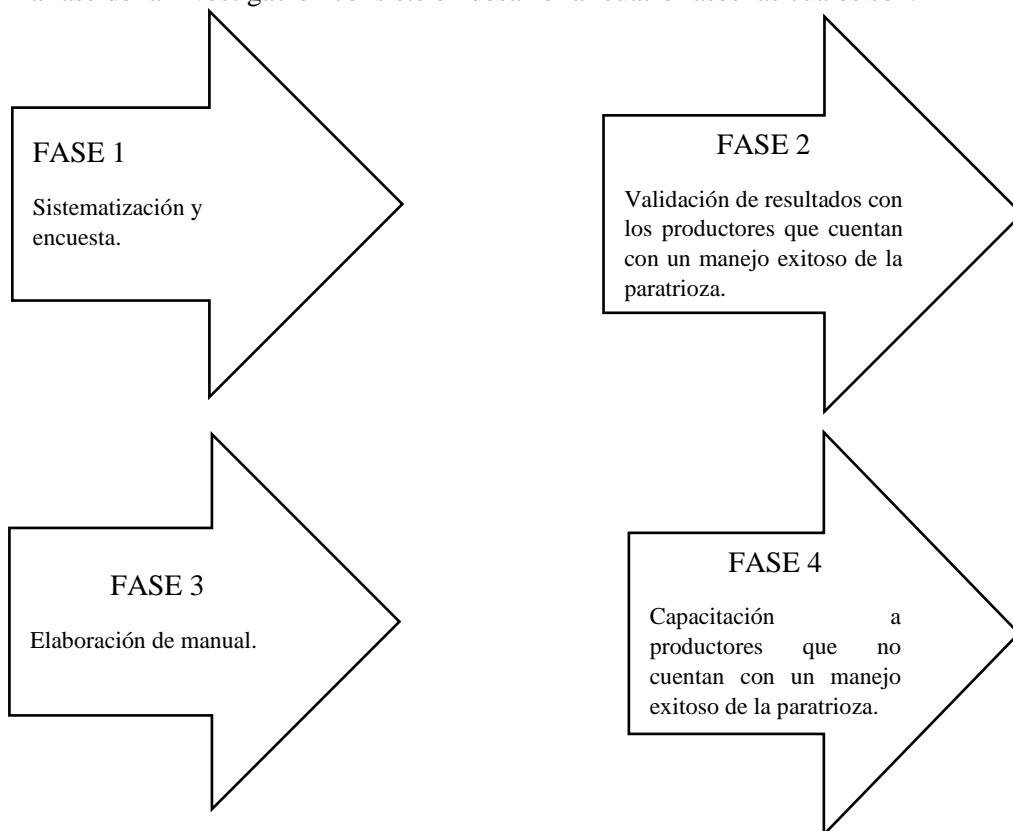 FASE 1
Sistematización y
encuesta.
FASE 2
Validación de resultados con
los productores que cuentan
con un manejo exitoso de la
paratrioza.
FASE 3
Elaboración de manual.
FASE 4
Capacitación a
productores que no
cuentan con un manejo
exitoso de la paratrioza.